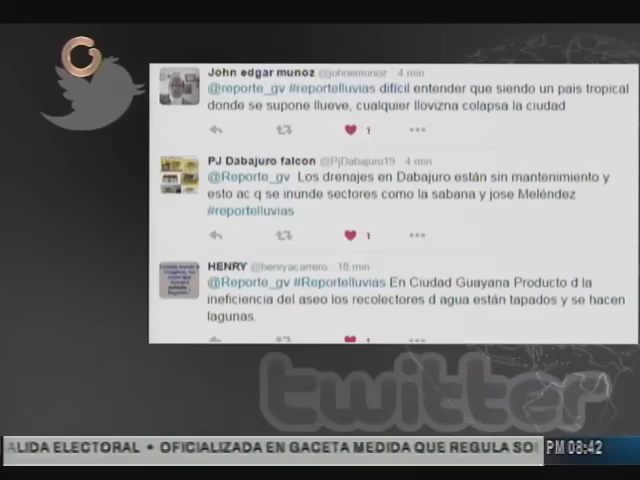 John edgar munoz @johnemunoz · 4 min
@reporte_gv #reportelluvias difícil entender que siendo un pais tropical
donde se supone llueve, cualquier llovizna colapsa la ciudad
1
PJ Dabajuro falcon @PjDabajuro19 · 4 min
@Reporte_gv Los drenajes en Dabajuro están sin mantenimiento y
esto ac q se inunde sectores como la sabana y jose Meléndez
#reportelluvias
1
HENRY @henryacarrero · 18 min
@Reporte_gv #Reportelluvias En Ciudad Guayana Producto d la
ineficiencia del aseo los recolectores d agua están tapados y se hacen
lagunas.
twitter
ALIDA ELECTORAL • OFICIALIZADA EN GACETA MEDIDA QUE REGULA SO
PM 08:42